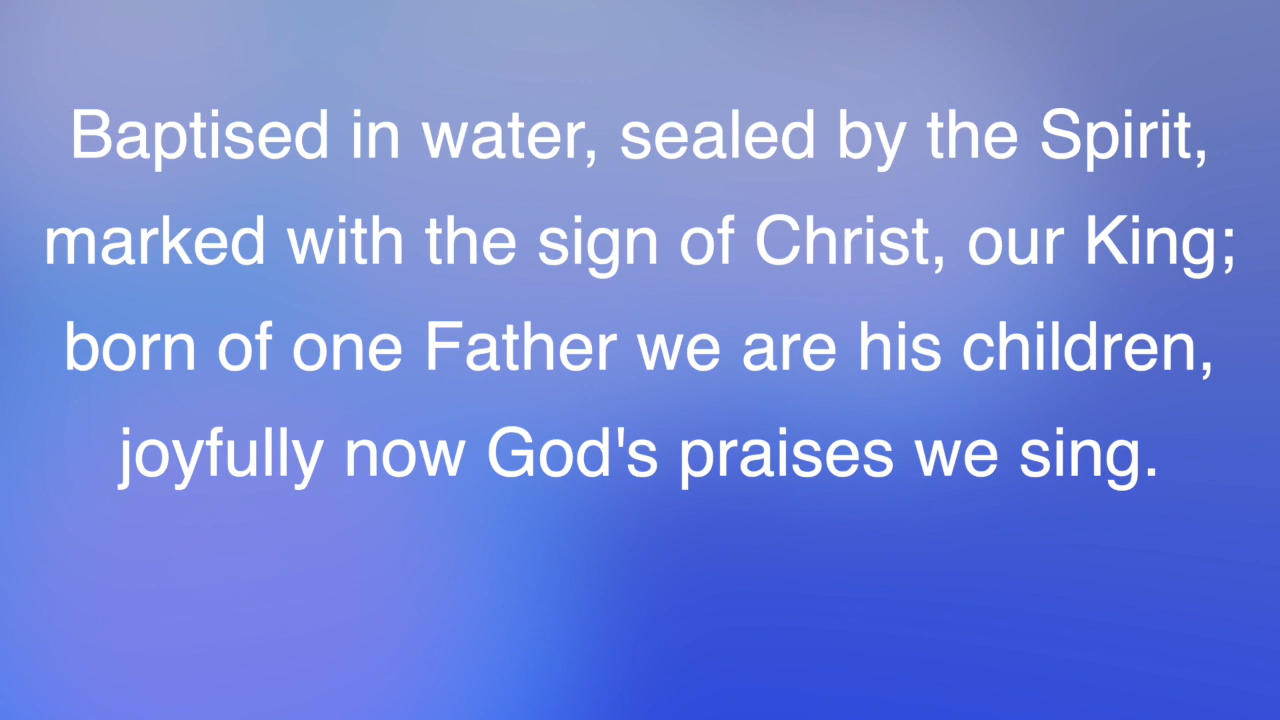 Baptised in water, sealed by the Spirit,
marked with the sign of Christ, our King;
born of one Father we are his children,
joyfully now God's praises we sing.